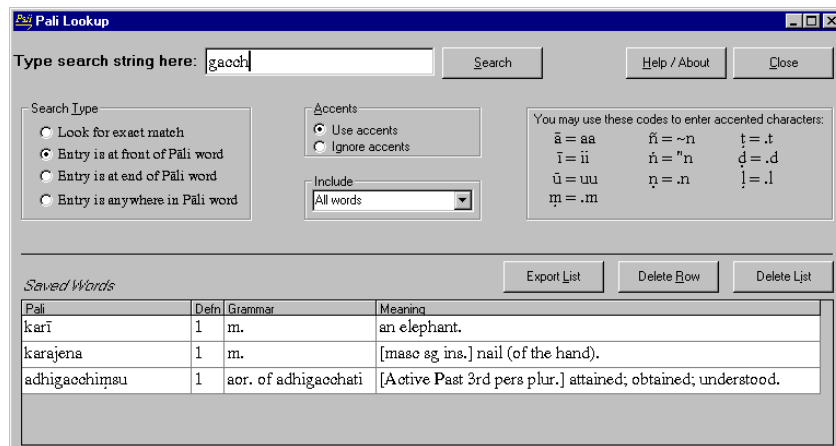 Pali Pali Lookup
Type search string here: gacch Search Help / About Close
Search Type
Look for exact match
Entry is at front of Pāli word
Entry is at end of Pāli word
Entry is anywhere in Pāli word
Accents
Use accents
Ignore accents
Include
All words
You may use these codes to enter accented characters:
ā = aa ñ = ~n ṭ = .t
ī = ii ṅ = "n ḍ = .d
ū = uu ṇ = .n ḷ = .l
ṃ = .m
Saved Words Export List Delete Row Delete List
Pali Defn Grammar Meaning
karī 1 m. an elephant.
karajena 1 m. [masc sg ins.] nail (of the hand).
adhigacchiṃsu 1 aor. of adhigacchati [Active Past 3rd pers plur.] attained; obtained; understood.